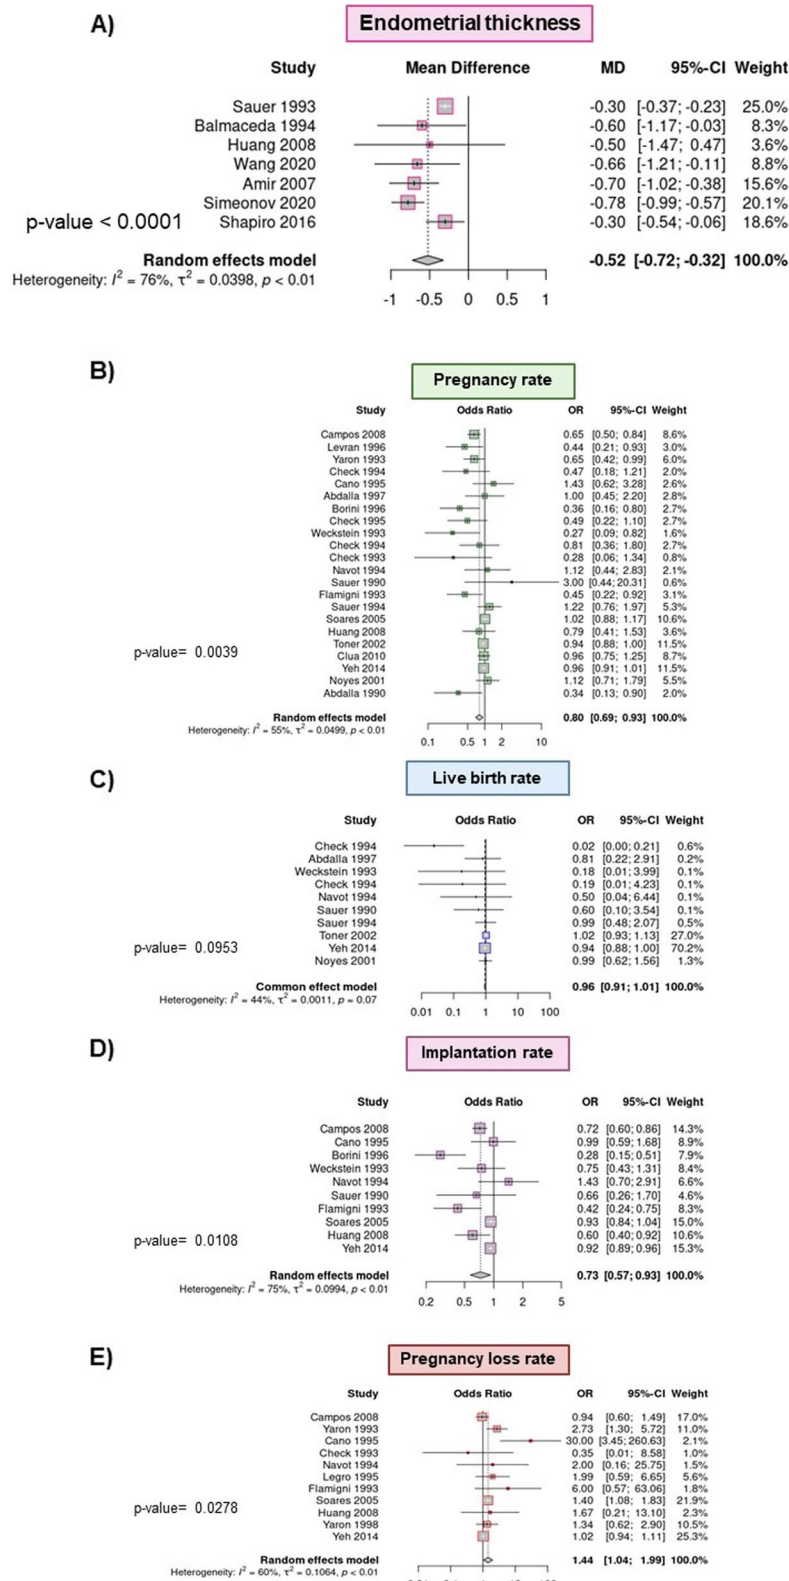 A)
Endometrial thickness
Study Mean Difference MD 95%-CI Weight
Sauer 1993 -0.30 [-0.37; -0.23] 25.0%
Balmaceda 1994 -0.60 [-1.17; -0.03] 8.3%
Huang 2008 -0.50 [-1.47; 0.47] 3.6%
Wang 2020 -0.66 [-1.21; -0.11] 8.8%
Amir 2007 -0.70 [-1.02; -0.38] 15.6%
Simeonov 2020 -0.78 [-0.99; -0.57] 20.1%
Shapiro 2016 -0.30 [-0.54; -0.06] 18.6%
p-value < 0.0001
Random effects model -0.52 [-0.72; -0.32] 100.0%
Heterogeneity: I² = 76%, τ² = 0.0398, p < 0.01
-1 -0.5 0 0.5 1
B)
Pregnancy rate
Study Odds Ratio OR 95%-CI Weight
Campos 2008 0.65 [0.50; 0.84] 8.6%
Levran 1996 0.44 [0.21; 0.93] 3.0%
Yaron 1993 0.65 [0.42; 0.99] 6.0%
Check 1994 0.47 [0.18; 1.21] 2.0%
Cano 1995 1.43 [0.62; 3.28] 2.6%
Abdalla 1997 1.00 [0.45; 2.20] 2.8%
Borini 1996 0.36 [0.16; 0.80] 2.7%
Check 1995 0.49 [0.22; 1.10] 2.7%
Weckstein 1993 0.27 [0.09; 0.82] 1.6%
Check 1994 0.81 [0.36; 1.80] 2.7%
Check 1993 0.28 [0.06; 1.34] 0.8%
Navot 1994 1.12 [0.44; 2.83] 2.1%
Sauer 1990 3.00 [0.44; 20.31] 0.6%
Flamigni 1993 0.45 [0.22; 0.92] 3.1%
Sauer 1994 1.22 [0.76; 1.97] 5.3%
Soares 2005 1.02 [0.88; 1.17] 10.6%
Huang 2008 0.79 [0.41; 1.53] 3.6%
Toner 2002 0.94 [0.88; 1.00] 11.5%
Clua 2010 0.96 [0.75; 1.25] 8.7%
Yeh 2014 0.96 [0.91; 1.01] 11.5%
Noyes 2001 1.12 [0.71; 1.79] 5.5%
Abdalla 1990 0.34 [0.13; 0.90] 2.0%
p-value= 0.0039
Random effects model 0.80 [0.69; 0.93] 100.0%
Heterogeneity: I² = 55%, τ² = 0.0499, p < 0.01
0.1 0.5 1 2 10
C)
Live birth rate
Study Odds Ratio OR 95%-CI Weight
Check 1994 0.02 [0.00; 0.21] 0.6%
Abdalla 1997 0.81 [0.22; 2.91] 0.2%
Weckstein 1993 0.18 [0.01; 3.99] 0.1%
Check 1994 0.19 [0.01; 4.23] 0.1%
Navot 1994 0.50 [0.04; 6.44] 0.1%
Sauer 1990 0.60 [0.10; 3.54] 0.1%
Sauer 1994 0.99 [0.48; 2.07] 0.5%
Toner 2002 1.02 [0.93; 1.13] 27.0%
Yeh 2014 0.94 [0.88; 1.00] 70.2%
Noyes 2001 0.99 [0.62; 1.56] 1.3%
p-value= 0.0953
Common effect model 0.96 [0.91; 1.01] 100.0%
Heterogeneity: I² = 44%, τ² = 0.0011, p = 0.07
0.01 0.1 1 10 100
D)
Implantation rate
Study Odds Ratio OR 95%-CI Weight
Campos 2008 0.72 [0.60; 0.86] 14.3%
Cano 1995 0.99 [0.59; 1.68] 8.9%
Borini 1996 0.28 [0.15; 0.51] 7.9%
Weckstein 1993 0.75 [0.43; 1.31] 8.4%
Navot 1994 1.43 [0.70; 2.91] 6.6%
Sauer 1990 0.66 [0.26; 1.70] 4.6%
Flamigni 1993 0.42 [0.24; 0.75] 8.3%
Soares 2005 0.93 [0.84; 1.04] 15.0%
Huang 2008 0.60 [0.40; 0.92] 10.6%
Yeh 2014 0.92 [0.89; 0.96] 15.3%
p-value= 0.0108
Random effects model 0.73 [0.57; 0.93] 100.0%
Heterogeneity: I² = 75%, τ² = 0.0994, p < 0.01
0.2 0.5 1 2 5
E)
Pregnancy loss rate
Study Odds Ratio OR 95%-CI Weight
Campos 2008 0.94 [0.60; 1.49] 17.0%
Yaron 1993 2.73 [1.30; 5.72] 11.0%
Cano 1995 30.00 [3.45; 260.63] 2.1%
Check 1993 0.35 [0.01; 8.58] 1.0%
Navot 1994 2.00 [0.16; 25.75] 1.5%
Legro 1995 1.99 [0.59; 6.65] 5.6%
Flamigni 1993 6.00 [0.57; 63.06] 1.8%
Soares 2005 1.40 [1.08; 1.83] 21.9%
Huang 2008 1.67 [0.21; 13.10] 2.3%
Yaron 1998 1.34 [0.62; 2.90] 10.5%
Yeh 2014 1.02 [0.94; 1.11] 25.3%
p-value= 0.0278
Random effects model 1.44 [1.04; 1.99] 100.0%
Heterogeneity: I² = 60%, τ² = 0.1064, p < 0.01